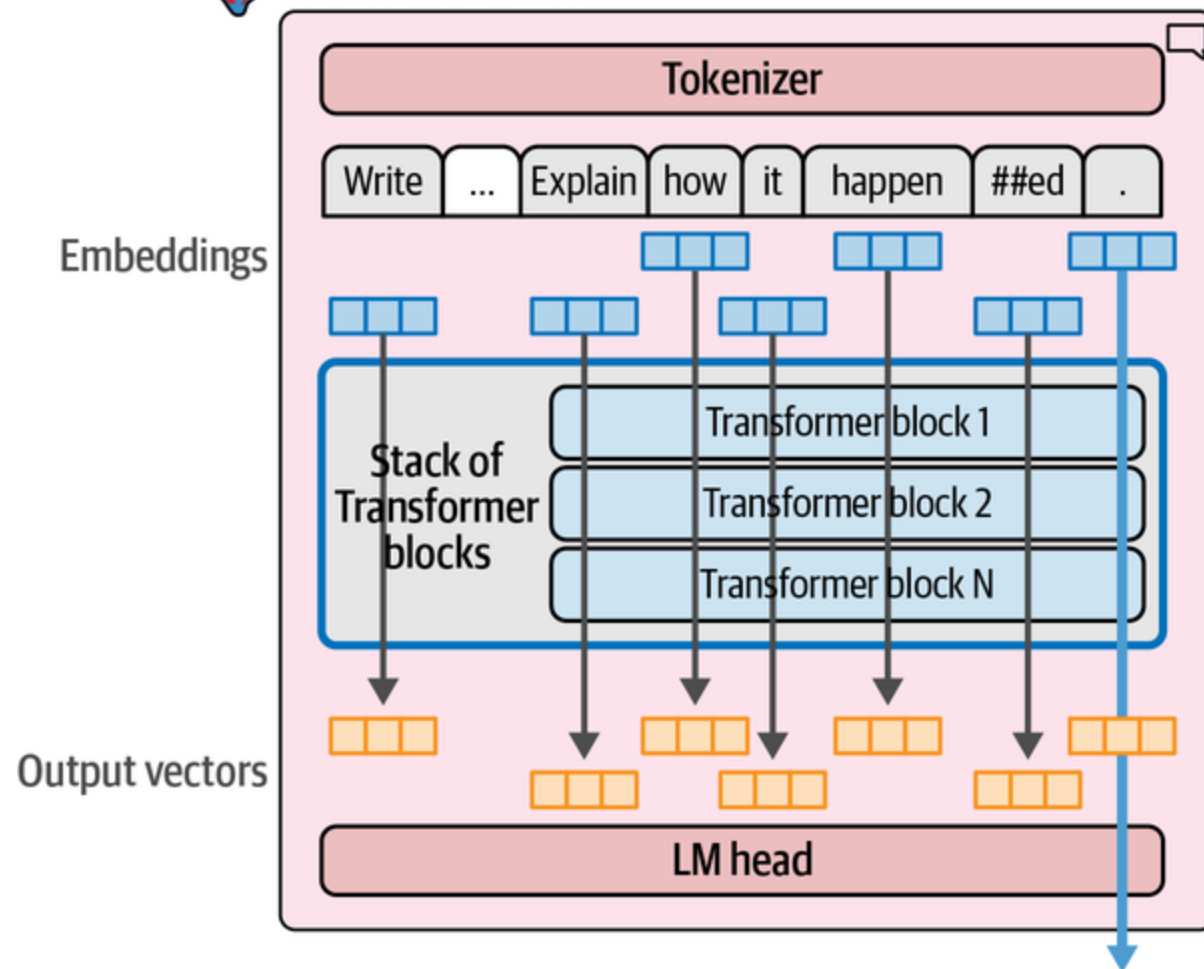 Tokenizer
Write ... Explain how it happen ##ed .
Embeddings
Transformer block 1
Stack of
Transformer
blocks
Transformer block 2
Transformer block N
Output vectors
LM head